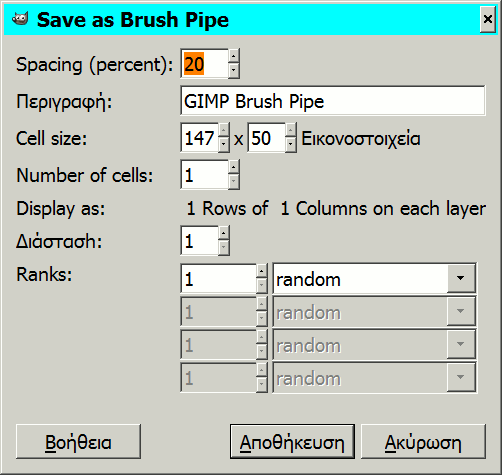 Save as Brush Pipe
Spacing (percent): 20
Περιγραφή: GIMP Brush Pipe
Cell size: 147 x 50 Εικονοστοιχεία
Number of cells: 1
Display as: 1 Rows of 1 Columns on each layer
Διάσταση: 1
Ranks: 1 random
1 random
1 random
1 random
Βοήθεια Αποθήκευση Ακύρωση